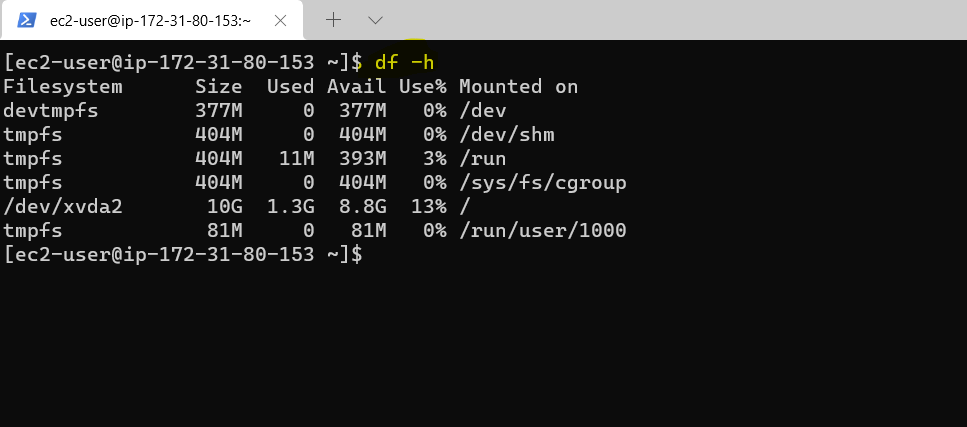 ec2-user@ip-172-31-80-153:~
[ec2-user@ip-172-31-80-153 ~]$ df -h
Filesystem      Size  Used Avail Use% Mounted on
devtmpfs        377M     0  377M   0% /dev
tmpfs           404M     0  404M   0% /dev/shm
tmpfs           404M   11M  393M   3% /run
tmpfs           404M     0  404M   0% /sys/fs/cgroup
/dev/xvda2       10G  1.3G  8.8G  13% /
tmpfs            81M     0   81M   0% /run/user/1000
[ec2-user@ip-172-31-80-153 ~]$